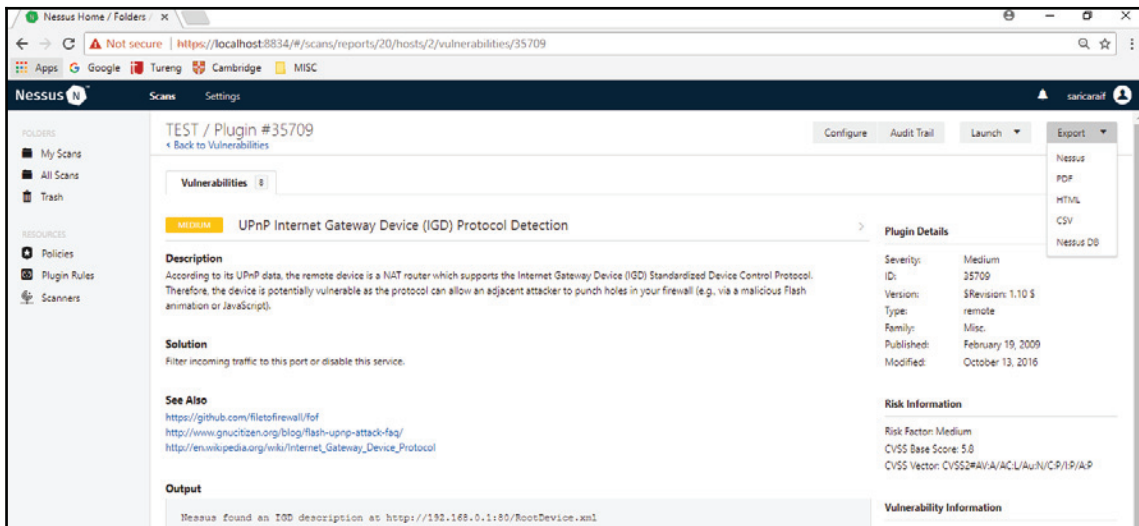 Nessus Home / Folders /
Not secure | https://localhost:8834/#/scans/reports/20/hosts/2/vulnerabilities/35709
Apps Google Tureng Cambridge MISC
Nessus N Scans Settings saricaraif
FOLDERS
My Scans
All Scans
Trash
RESOURCES
Policies
Plugin Rules
Scanners
TEST / Plugin #35709
Back to Vulnerabilities
Configure Audit Trail Launch Export
Nessus
PDF
HTML
CSV
Nessus DB
Vulnerabilities 8
MEDIUM UPnP Internet Gateway Device (IGD) Protocol Detection
Description
According to its UPnP data, the remote device is a NAT router which supports the Internet Gateway Device (IGD) Standardized Device Control Protocol.
Therefore, the device is potentially vulnerable as the protocol can allow an adjacent attacker to punch holes in your firewall (e.g., via a malicious Flash
animation or JavaScript).
Solution
Filter incoming traffic to this port or disable this service.
See Also
https://github.com/filetofirewall/fof
http://www.gnucitizen.org/blog/flash-upnp-attack-faq/
http://en.wikipedia.org/wiki/Internet_Gateway_Device_Protocol
Output
Nessus found an IGD description at http://192.168.0.1:80/RootDevice.xml
Plugin Details
Severity: Medium
ID: 35709
Version: $Revision: 1.10 $
Type: remote
Family: Misc.
Published: February 19, 2009
Modified: October 13, 2016
Risk Information
Risk Factor: Medium
CVSS Base Score: 5.8
CVSS Vector: CVSS2#AV:A/AC:L/Au:N/C:P/I:P/A:P
Vulnerability Information